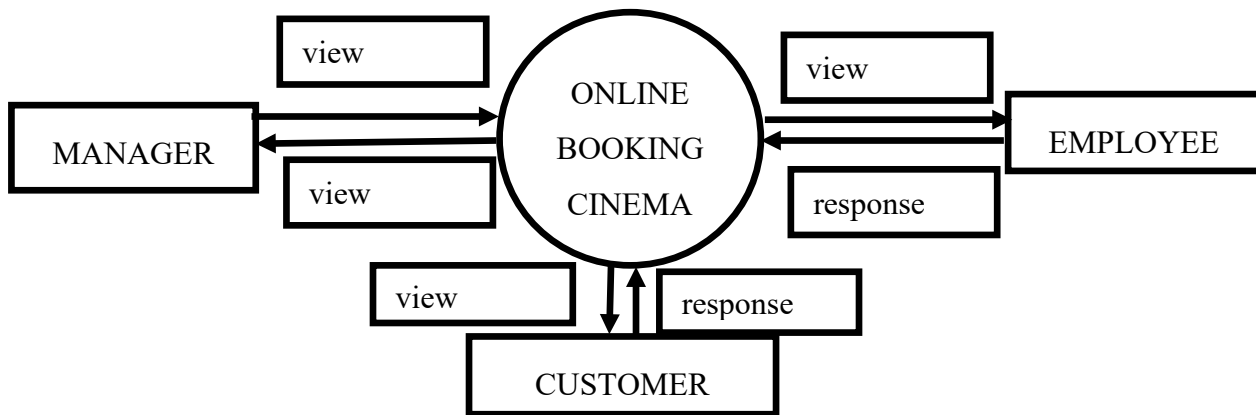 view
view
ONLINE
BOOKING
CINEMA
MANAGER
EMPLOYEE
view
response
view
response
CUSTOMER